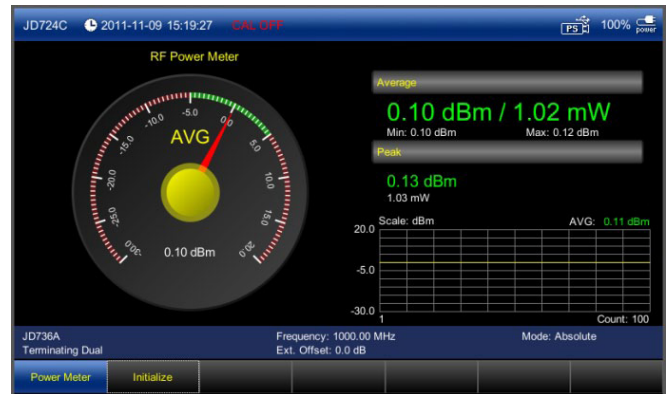 JD724C 2011-11-09 15:19:27 CAL OFF PS 100% power
RF Power Meter
-30.0
-25.0
-20.0
-15.0
-10.0
-5.0
0.0
5.0
10.0
15.0
20.0
AVG
0.10 dBm
Average
0.10 dBm / 1.02 mW
Min: 0.10 dBm Max: 0.12 dBm
Peak
0.13 dBm
1.03 mW
Scale: dBm AVG: 0.11 dBm
20.0
-5.0
-30.0
1 Count: 100
JD736A Frequency: 1000.00 MHz Mode: Absolute
Terminating Dual Ext. Offset: 0.0 dB
Power Meter Initialize